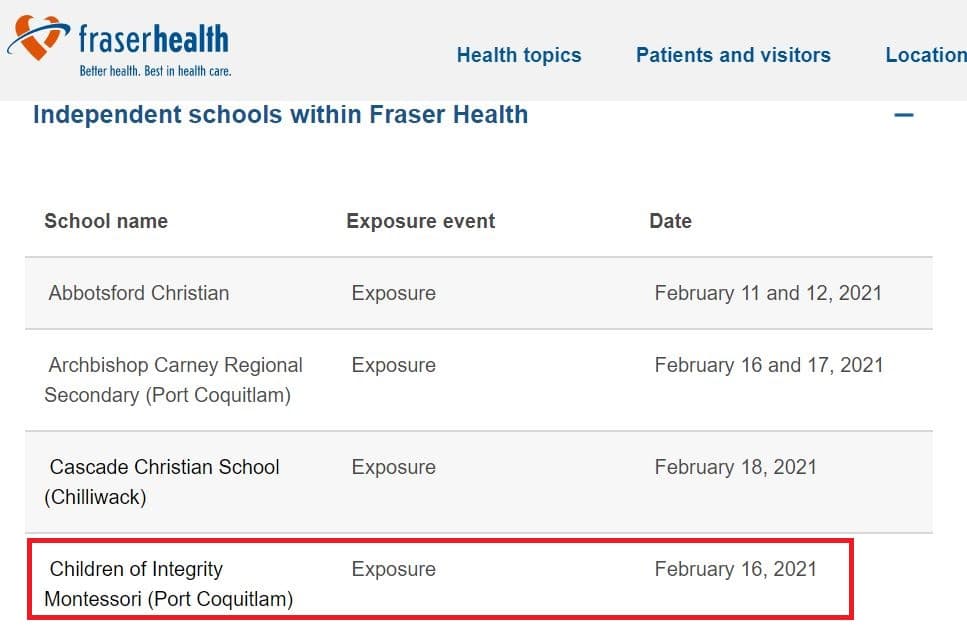 fraserhealth
Better health. Best in health care.
Health topics Patients and visitors Location
Independent schools within Fraser Health
School name Exposure event Date
Abbotsford Christian Exposure February 11 and 12, 2021
Archbishop Carney Regional Exposure February 16 and 17, 2021
Secondary (Port Coquitlam)
Cascade Christian School Exposure February 18, 2021
(Chilliwack)
Children of Integrity Exposure February 16, 2021
Montessori (Port Coquitlam)